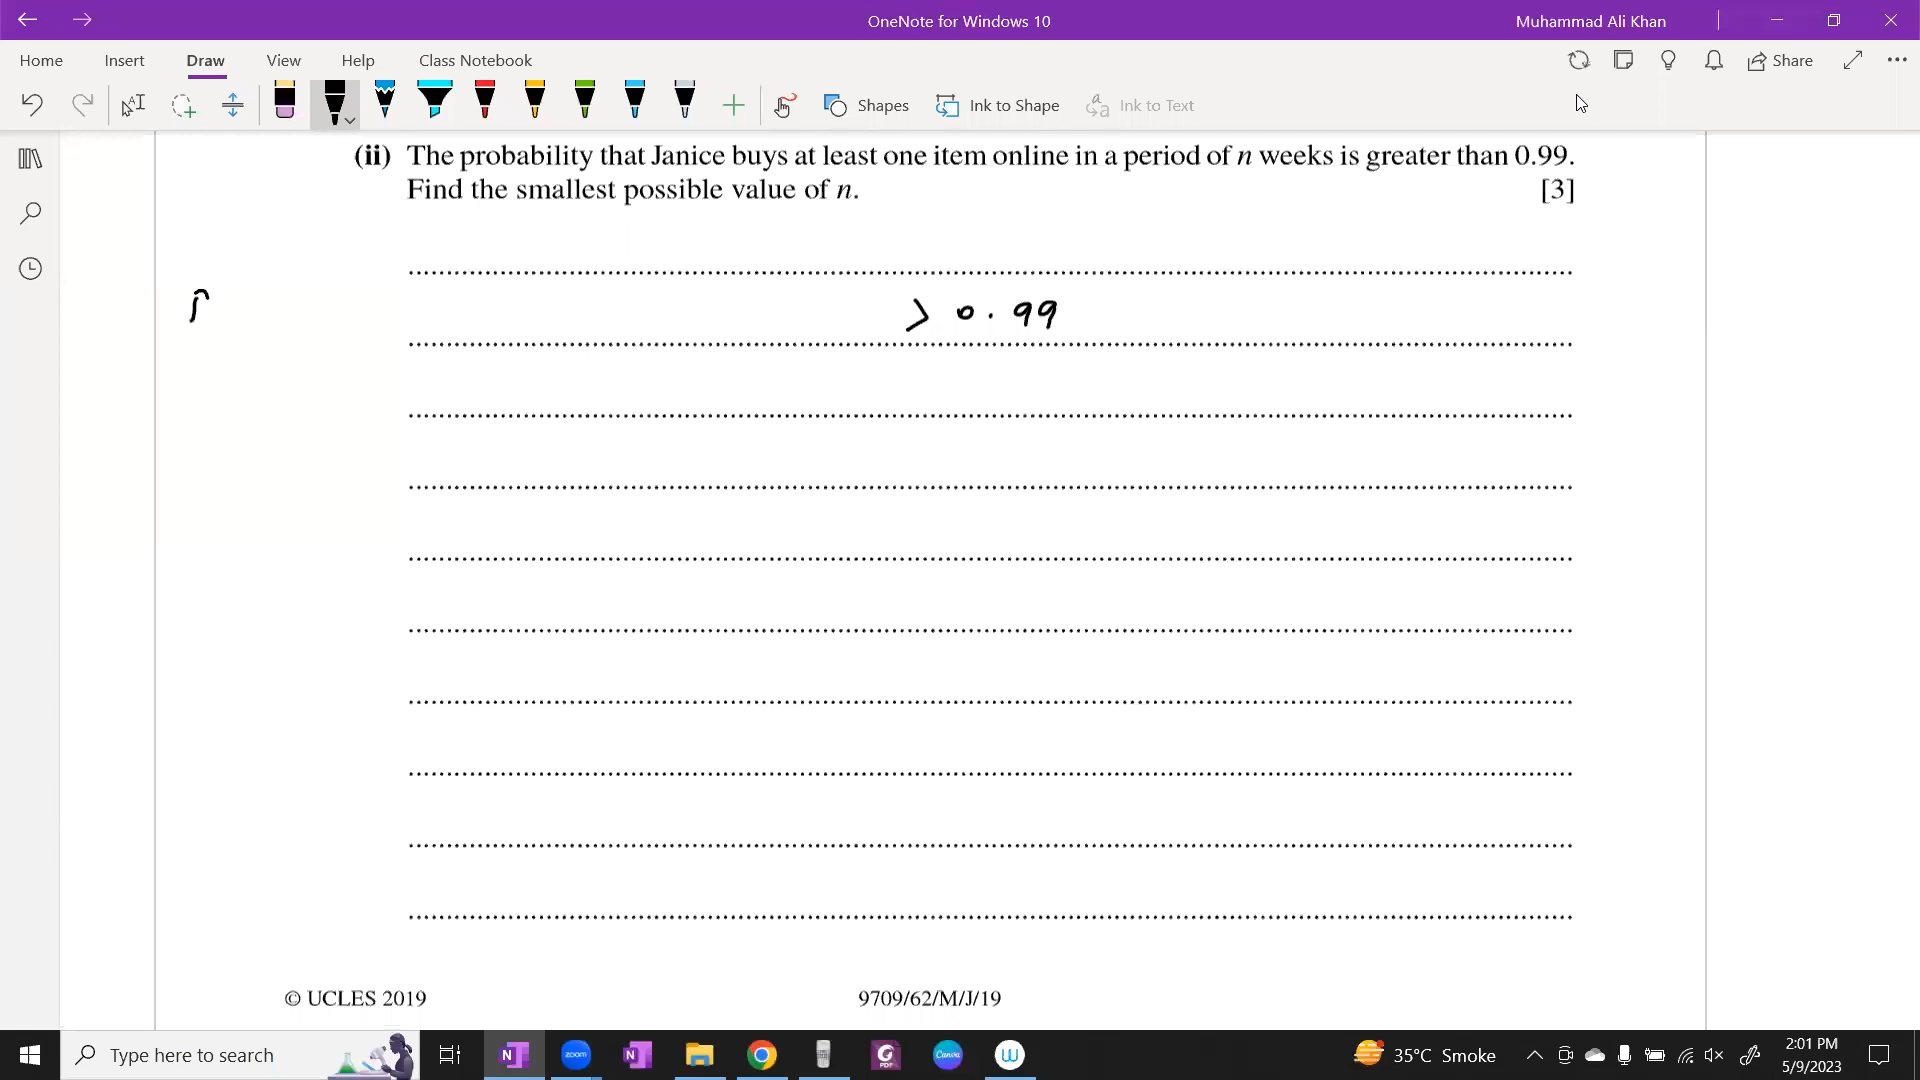 OneNote for Windows 10
Muhammad Ali Khan
Home Insert Draw View Help Class Notebook
Share
Shapes Ink to Shape Ink to Text
(ii) The probability that Janice buys at least one item online in a period of n weeks is greater than 0.99.
Find the smallest possible value of n. [3]
> 0.99
© UCLES 2019 9709/62/M/J/19
Type here to search
zoom
Canva
35°C Smoke
2:01 PM
5/9/2023